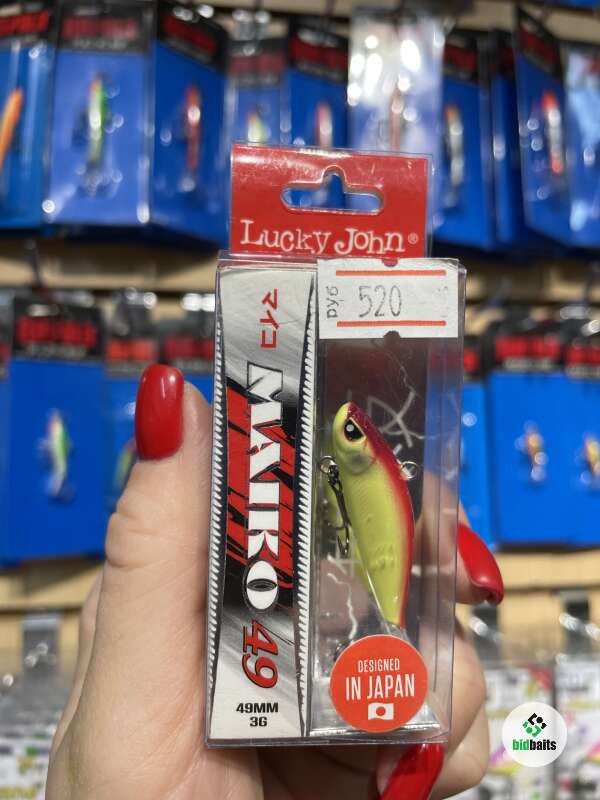 Lucky John®
руб
520
マイコ
MAIKO 49
49MM
3G
DESIGNED
IN JAPAN
bidbaits